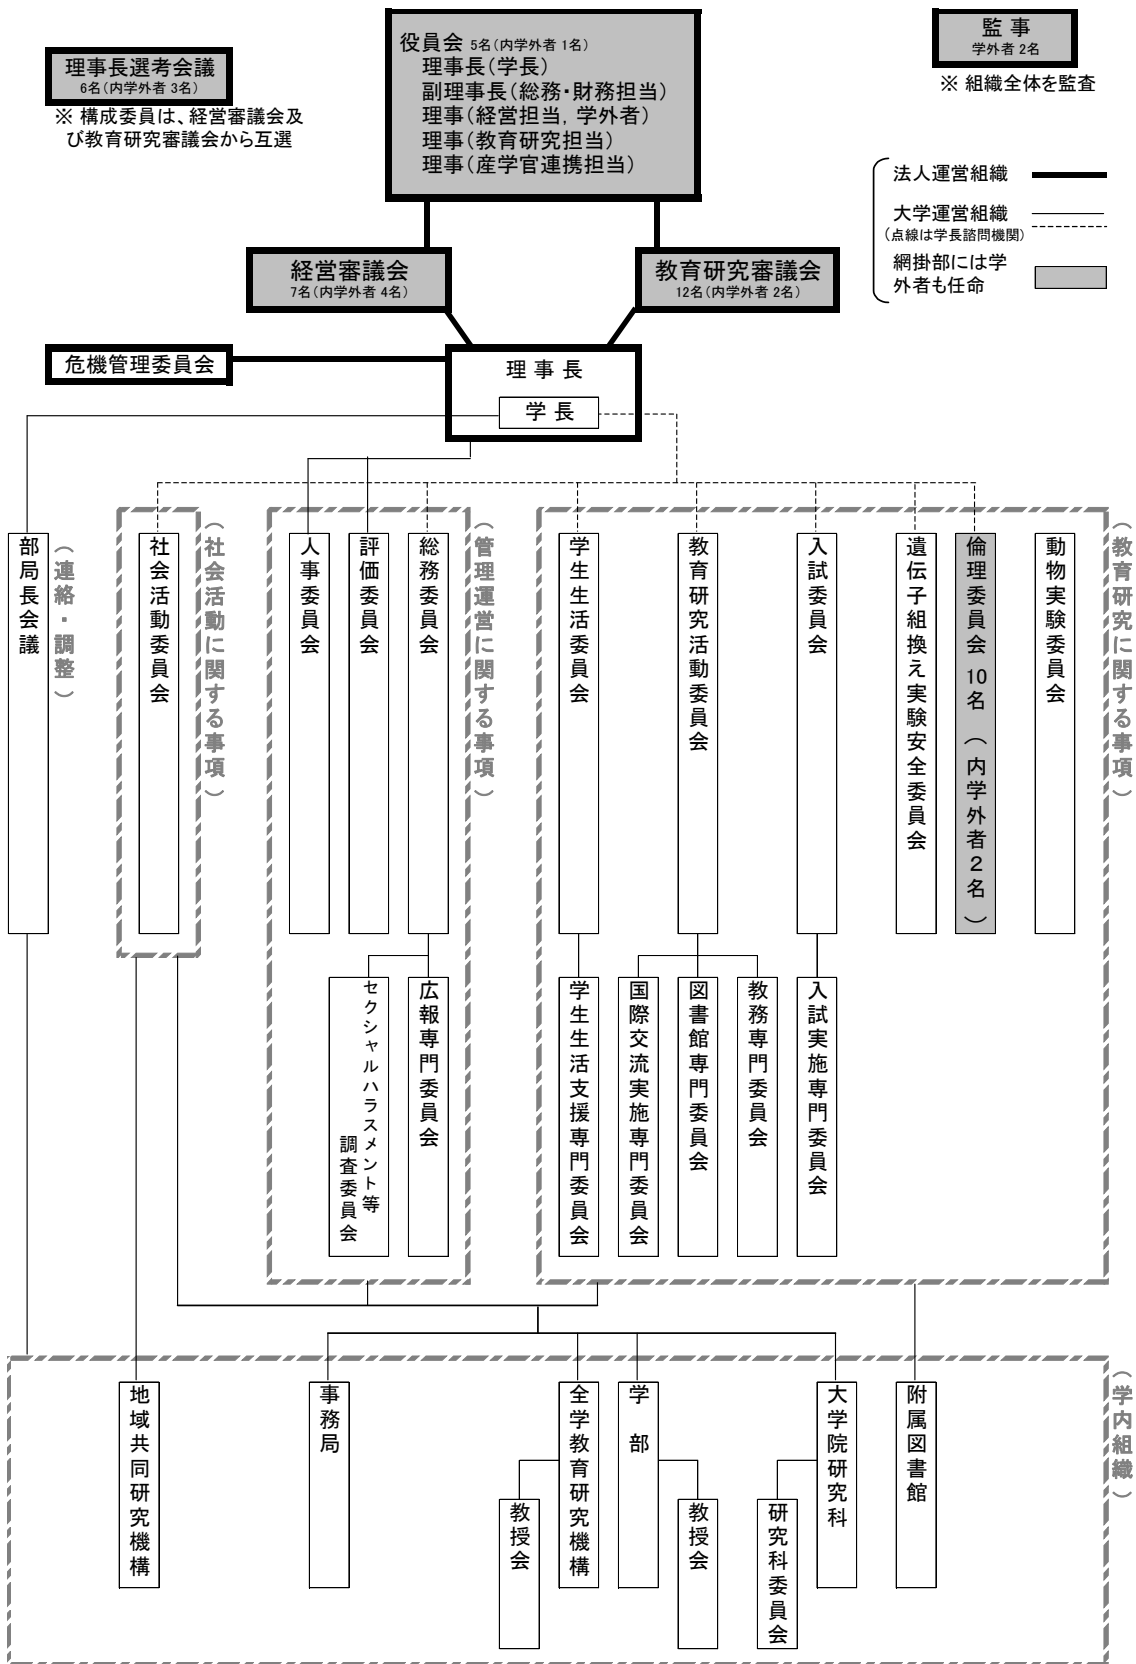 役員会 5名(内学外者 1名)
理事長(学長)
副理事長(総務・財務担当)
理事(経営担当, 学外者)
理事(教育研究担当)
理事(産学官連携担当)
監 事
学外者 2名
※ 組織全体を監査
理事長選考会議
6名(内学外者 3名)
※ 構成委員は、経営審議会及
び教育研究審議会から互選
法人運営組織
大学運営組織
(点線は学長諮問機関)
網掛部には学
外者も任命
経営審議会
7名(内学外者 4名)
教育研究審議会
12名(内学外者 2名)
危機管理委員会
理 事 長
学 長
部局長会議
(連絡・調整)
社会活動委員会
(社会活動に関する事項)
人事委員会
評価委員会
総務委員会
(管理運営に関する事項)
学生生活委員会
教育研究活動委員会
入試委員会
遺伝子組換え実験安全委員会
倫理委員会 10名 (内学外者2名)
動物実験委員会
(教育研究に関する事項)
セクシャルハラスメント等
調査委員会
広報専門委員会
学生生活支援専門委員会
国際交流実施専門委員会
図書館専門委員会
教務専門委員会
入試実施専門委員会
地域共同研究機構
事務局
教授会
全学教育研究機構
学 部
教授会
研究科委員会
大学院研究科
附属図書館
(学内組織)